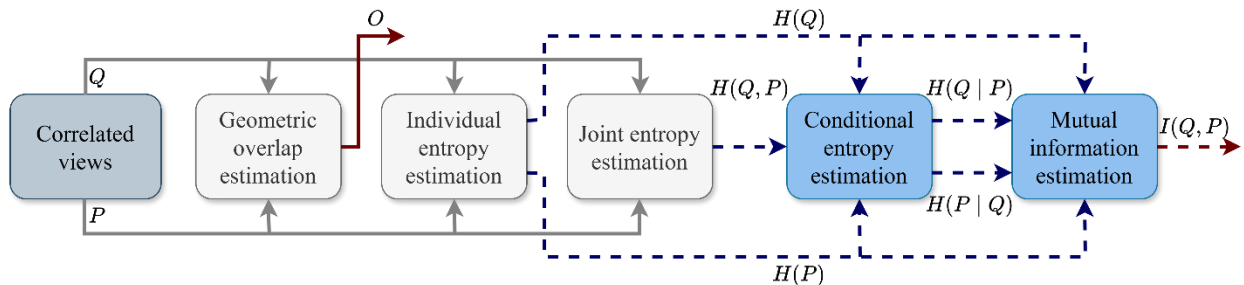 O
H(Q)
Q
Correlated
views
P
Geometric
overlap
estimation
Individual
entropy
estimation
Joint entropy
estimation
H(Q, P)
Conditional
entropy
estimation
H(Q | P)
H(P | Q)
Mutual
information
estimation
I(Q, P)
H(P)